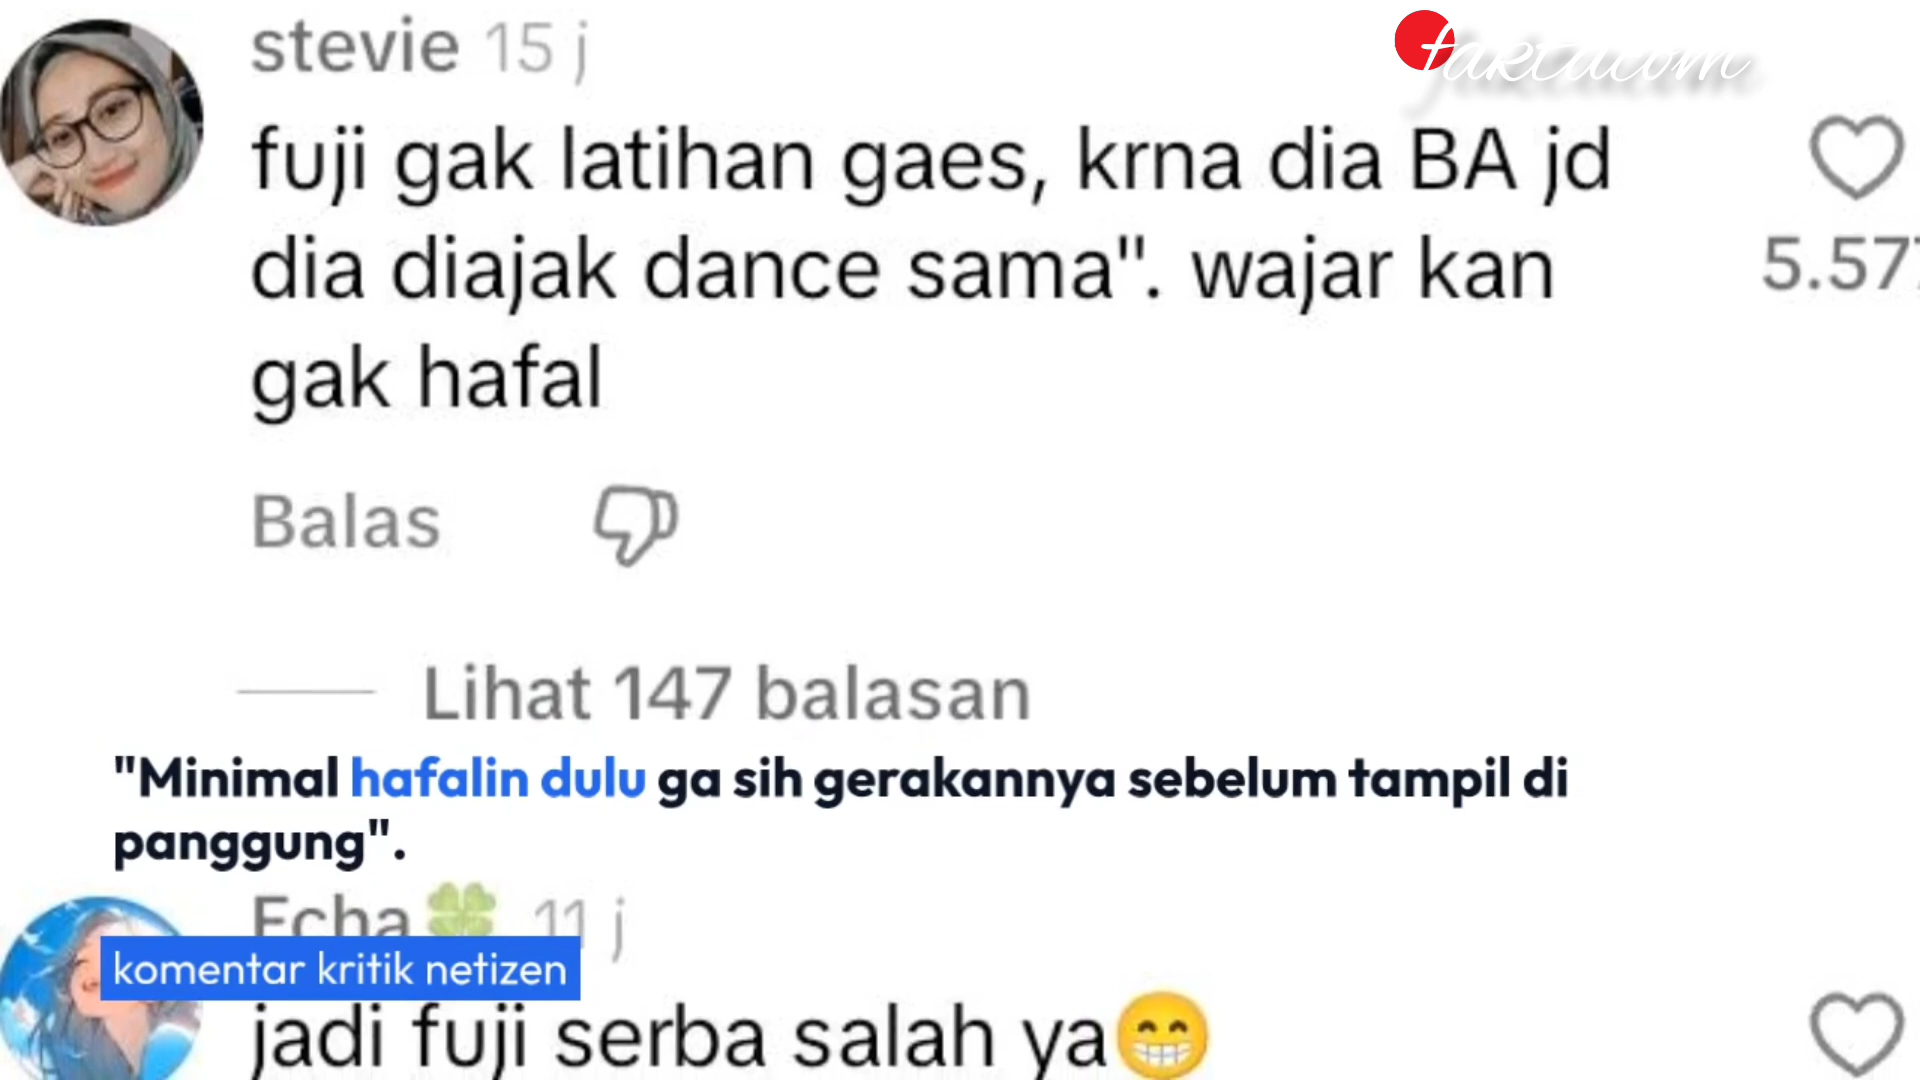 stevie 15 j
faktacom
fuji gak latihan gaes, krna dia BA jd
dia diajak dance sama". wajar kan
gak hafal
5.577
Balas
Lihat 147 balasan
"Minimal hafalin dulu ga sih gerakannya sebelum tampil di
panggung".
Echa🍀 11 j
komentar kritik netizen
jadi fuji serba salah ya😁